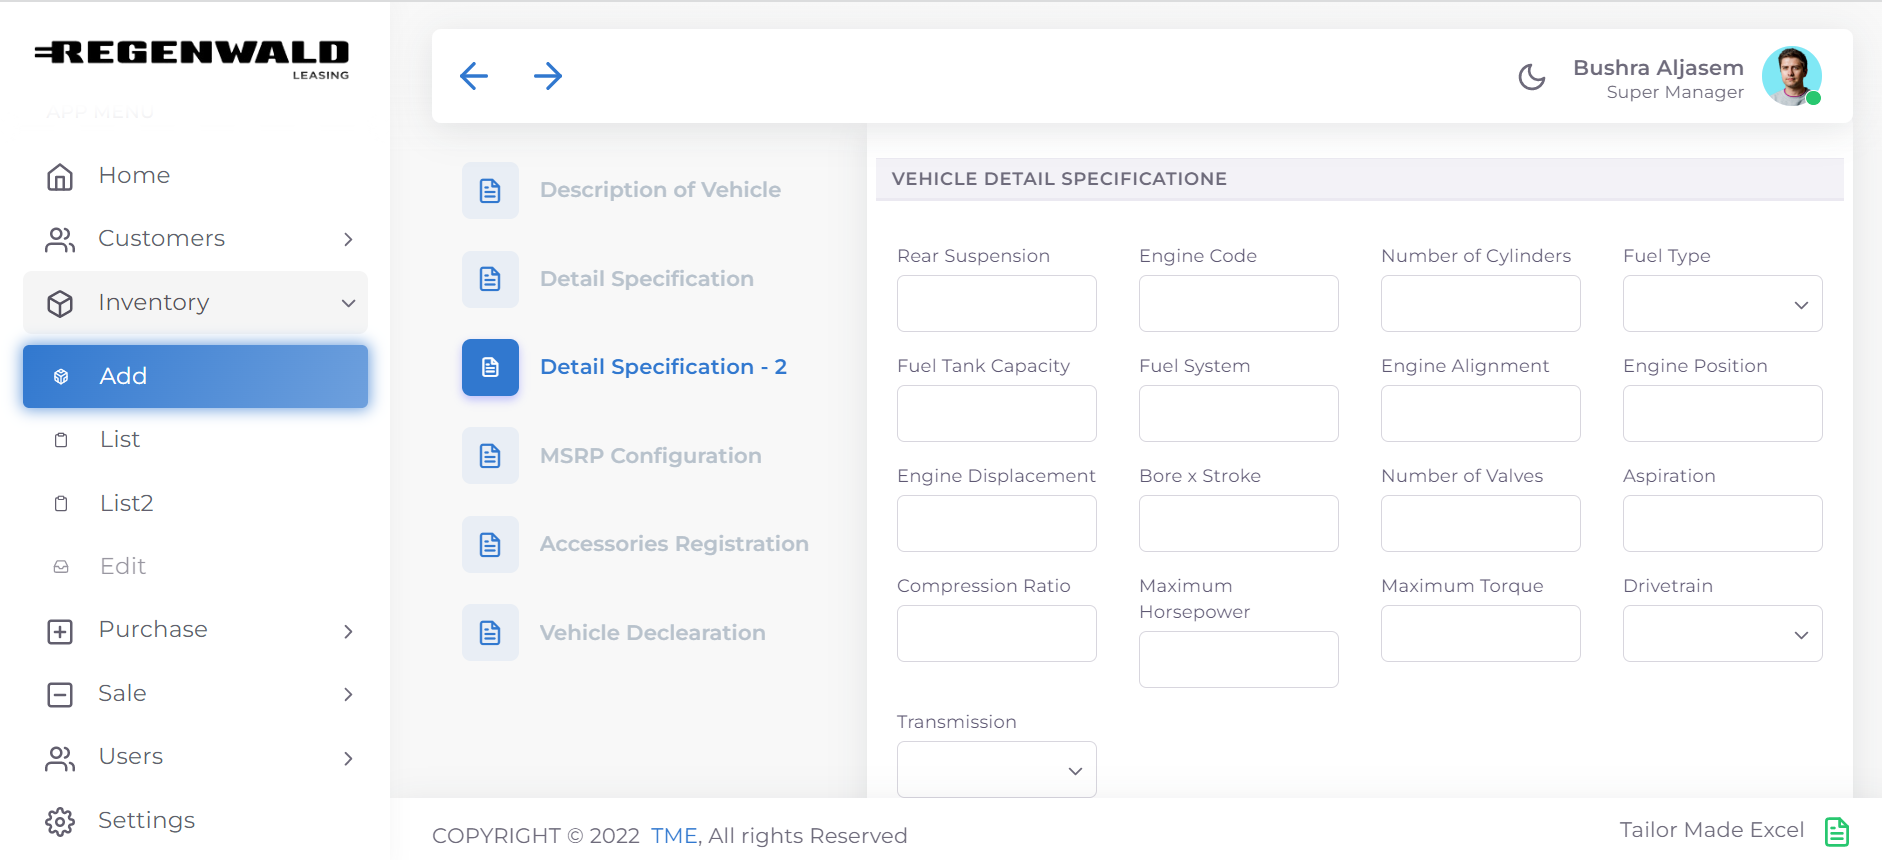 REGENWALD
LEASING
APP MENU
Home
Customers
Inventory
Add
List
List2
Edit
Purchase
Sale
Users
Settings
Bushra Aljasem
Super Manager
Description of Vehicle
Detail Specification
Detail Specification - 2
MSRP Configuration
Accessories Registration
Vehicle Declearation
VEHICLE DETAIL SPECIFICATIONE
Rear Suspension
Engine Code
Number of Cylinders
Fuel Type
Fuel Tank Capacity
Fuel System
Engine Alignment
Engine Position
Engine Displacement
Bore x Stroke
Number of Valves
Aspiration
Compression Ratio
Maximum
Horsepower
Maximum Torque
Drivetrain
Transmission
COPYRIGHT © 2022 TME, All rights Reserved
Tailor Made Excel